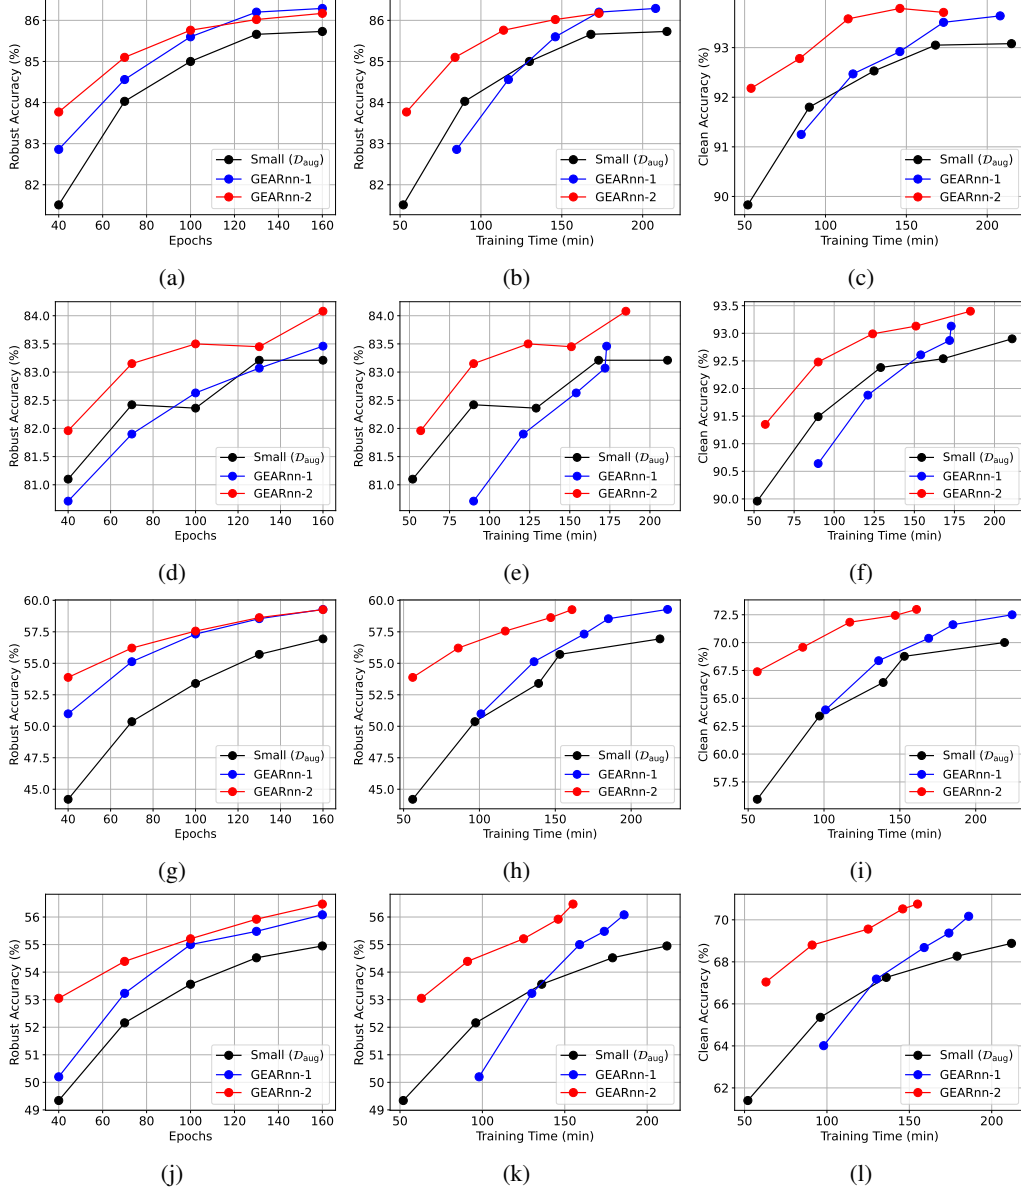 86
85
84
83
82
Robust Accuracy (%)
40 60 80 100 120 140 160
Epochs
Small (𝒟aug)
GEARnn-1
GEARnn-2
(a)
86
85
84
83
82
Robust Accuracy (%)
50 100 150 200
Training Time (min)
Small (𝒟aug)
GEARnn-1
GEARnn-2
(b)
93
92
91
90
Clean Accuracy (%)
50 100 150 200
Training Time (min)
Small (𝒟aug)
GEARnn-1
GEARnn-2
(c)
84.0
83.5
83.0
82.5
82.0
81.5
81.0
Robust Accuracy (%)
40 60 80 100 120 140 160
Epochs
Small (𝒟aug)
GEARnn-1
GEARnn-2
(d)
84.0
83.5
83.0
82.5
82.0
81.5
81.0
Robust Accuracy (%)
50 75 100 125 150 175 200
Training Time (min)
Small (𝒟aug)
GEARnn-1
GEARnn-2
(e)
93.5
93.0
92.5
92.0
91.5
91.0
90.5
90.0
Clean Accuracy (%)
50 75 100 125 150 175 200
Training Time (min)
Small (𝒟aug)
GEARnn-1
GEARnn-2
(f)
60.0
57.5
55.0
52.5
50.0
47.5
45.0
Robust Accuracy (%)
40 60 80 100 120 140 160
Epochs
Small (𝒟aug)
GEARnn-1
GEARnn-2
(g)
60.0
57.5
55.0
52.5
50.0
47.5
45.0
Robust Accuracy (%)
50 100 150 200
Training Time (min)
Small (𝒟aug)
GEARnn-1
GEARnn-2
(h)
72.5
70.0
67.5
65.0
62.5
60.0
57.5
Clean Accuracy (%)
50 100 150 200
Training Time (min)
Small (𝒟aug)
GEARnn-1
GEARnn-2
(i)
56
55
54
53
52
51
50
49
Robust Accuracy (%)
40 60 80 100 120 140 160
Epochs
Small (𝒟aug)
GEARnn-1
GEARnn-2
(j)
56
55
54
53
52
51
50
49
Robust Accuracy (%)
50 100 150 200
Training Time (min)
Small (𝒟aug)
GEARnn-1
GEARnn-2
(k)
70
68
66
64
62
Clean Accuracy (%)
50 100 150 200
Training Time (min)
Small (𝒟aug)
GEARnn-1
GEARnn-2
(l)